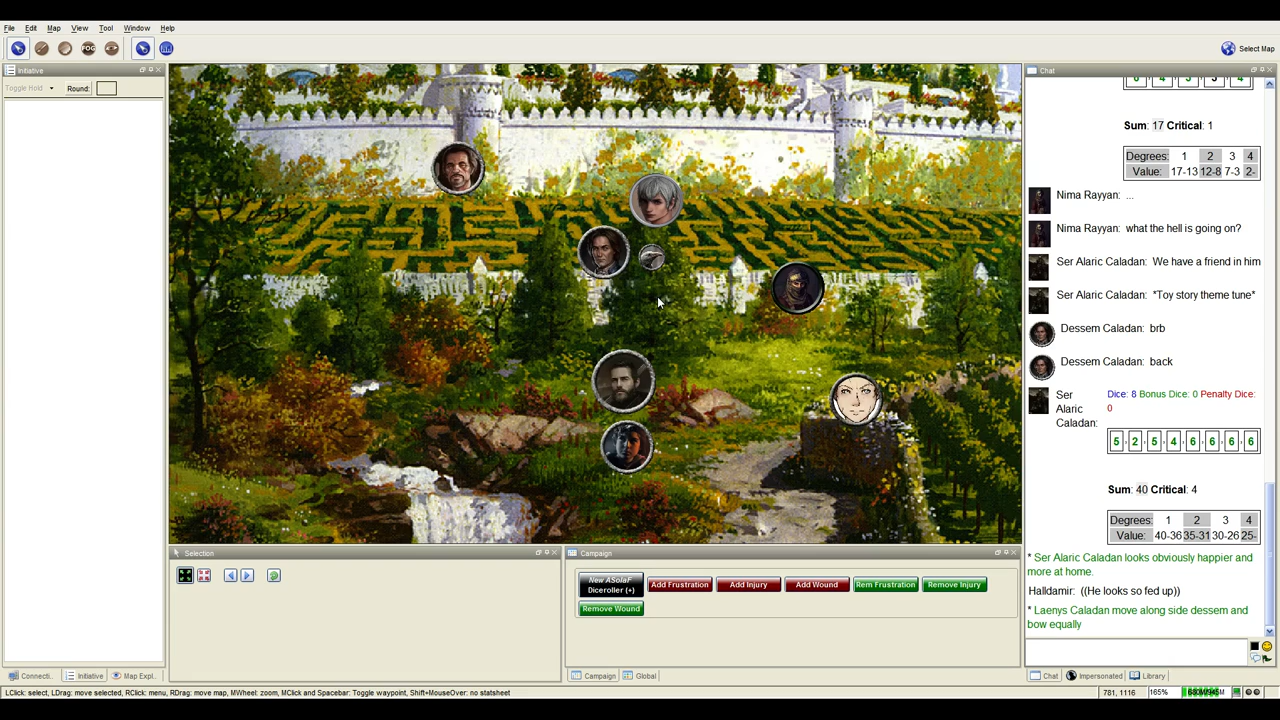 File Edit Map View Tool Window Help
FOG
Select Map
Initiative
Chat
Toggle Hold Round:
Sum: 17 Critical: 1
Degrees: 1 2 3 4
Value: 17-13 12-8 7-3 2-
Nima Rayyan: ...
Nima Rayyan: what the hell is going on?
Ser Alaric Caladan: We have a friend in him
Ser Alaric Caladan: *Toy story theme tune*
Dessem Caladan: brb
Dessem Caladan: back
Ser Alaric Caladan:
Dice: 8 Bonus Dice: 0 Penalty Dice: 0
5 , 2 , 5 , 4 , 6 , 6 , 6 , 6
Sum: 40 Critical: 4
Degrees: 1 2 3 4
Value: 40-36 35-31 30-26 25-
* Ser Alaric Caladan looks obviously happier and
more at home.
Halldamir: ((He looks so fed up))
* Laenys Caladan move along side dessem and
bow equally
Selection
Campaign
New ASoIaF
Diceroller (+)
Add Frustration Add Injury Add Wound Rem Frustration Remove Injury
Remove Wound
Connecti.. Initiative Map Expl..
Campaign Global
Chat Impersonated Library
LClick: select, LDrag: move selected, RClick: menu, RDrag: move map, MWheel: zoom, MClick and Spacebar: Toggle waypoint, Shift+MouseOver: no statsheet
781, 1116 165% 680M/945M